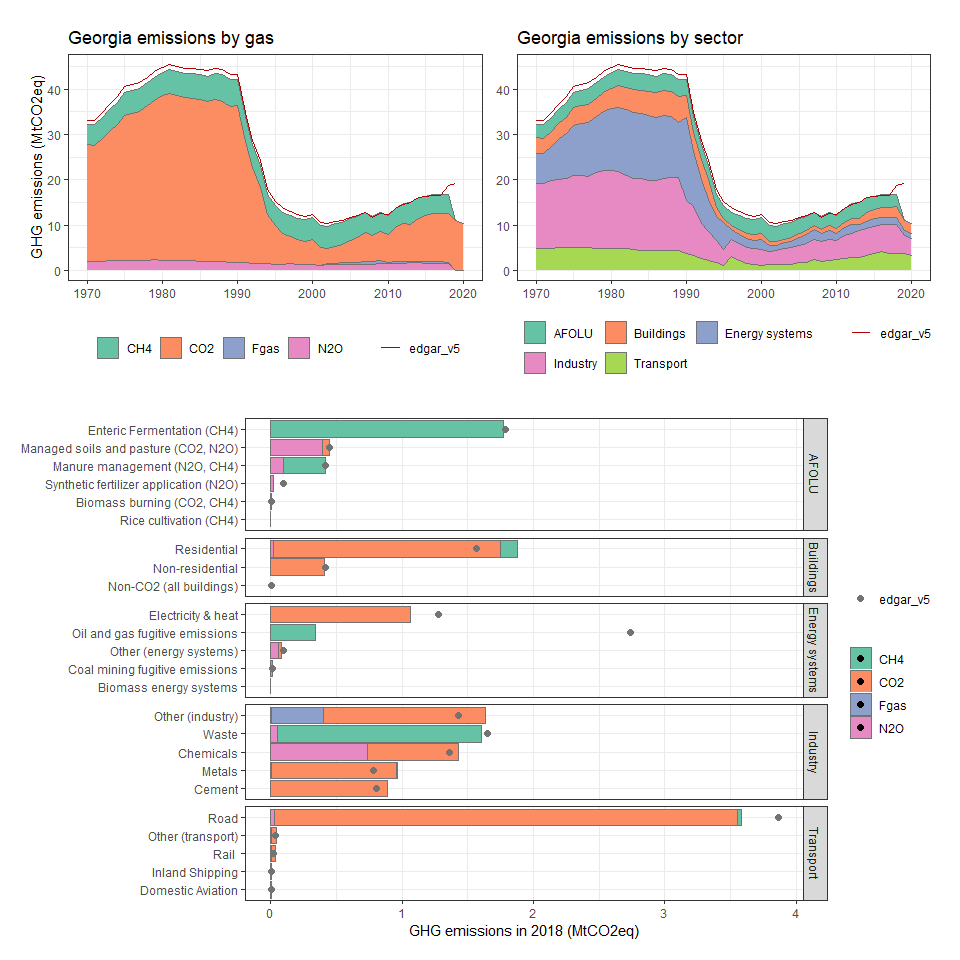 Georgia emissions by gas
GHG emissions (MtCO2eq)
40
30
20
10
0
1970 1980 1990 2000 2010 2020
CH4 CO2 Fgas N2O edgar_v5
Georgia emissions by sector
40
30
20
10
0
1970 1980 1990 2000 2010 2020
AFOLU Buildings Energy systems edgar_v5
Industry Transport
Enteric Fermentation (CH4)
Managed soils and pasture (CO2, N2O)
Manure management (N2O, CH4)
Synthetic fertilizer application (N2O)
Biomass burning (CO2, CH4)
Rice cultivation (CH4)
AFOLU
Residential
Non-residential
Non-CO2 (all buildings)
Buildings
Electricity & heat
Oil and gas fugitive emissions
Other (energy systems)
Coal mining fugitive emissions
Biomass energy systems
Energy systems
Other (industry)
Waste
Chemicals
Metals
Cement
Industry
Road
Other (transport)
Rail
Inland Shipping
Domestic Aviation
Transport
0 1 2 3 4
GHG emissions in 2018 (MtCO2eq)
edgar_v5
CH4
CO2
Fgas
N2O